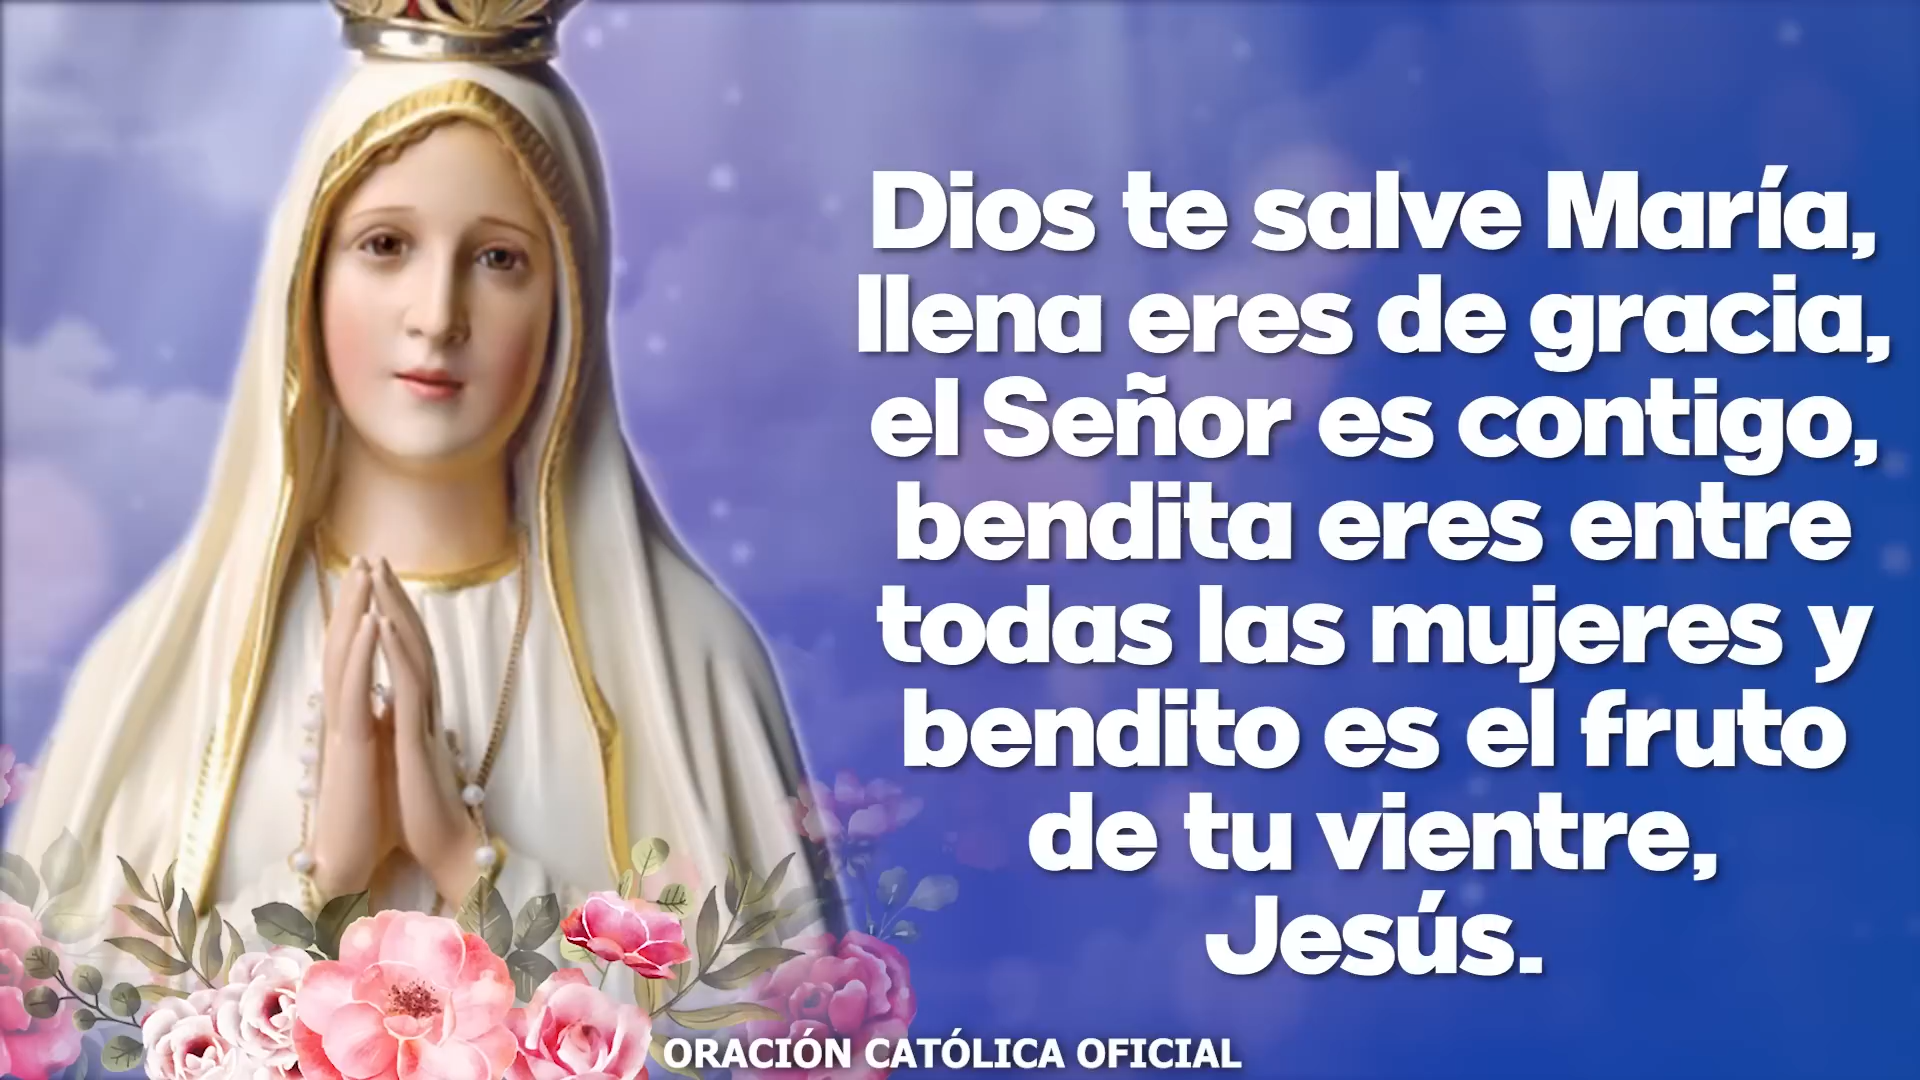 Dios te salve María,
llena eres de gracia,
el Señor es contigo,
bendita eres entre
todas las mujeres y
bendito es el fruto
de tu vientre,
Jesús.
ORACIÓN CATÓLICA OFICIAL